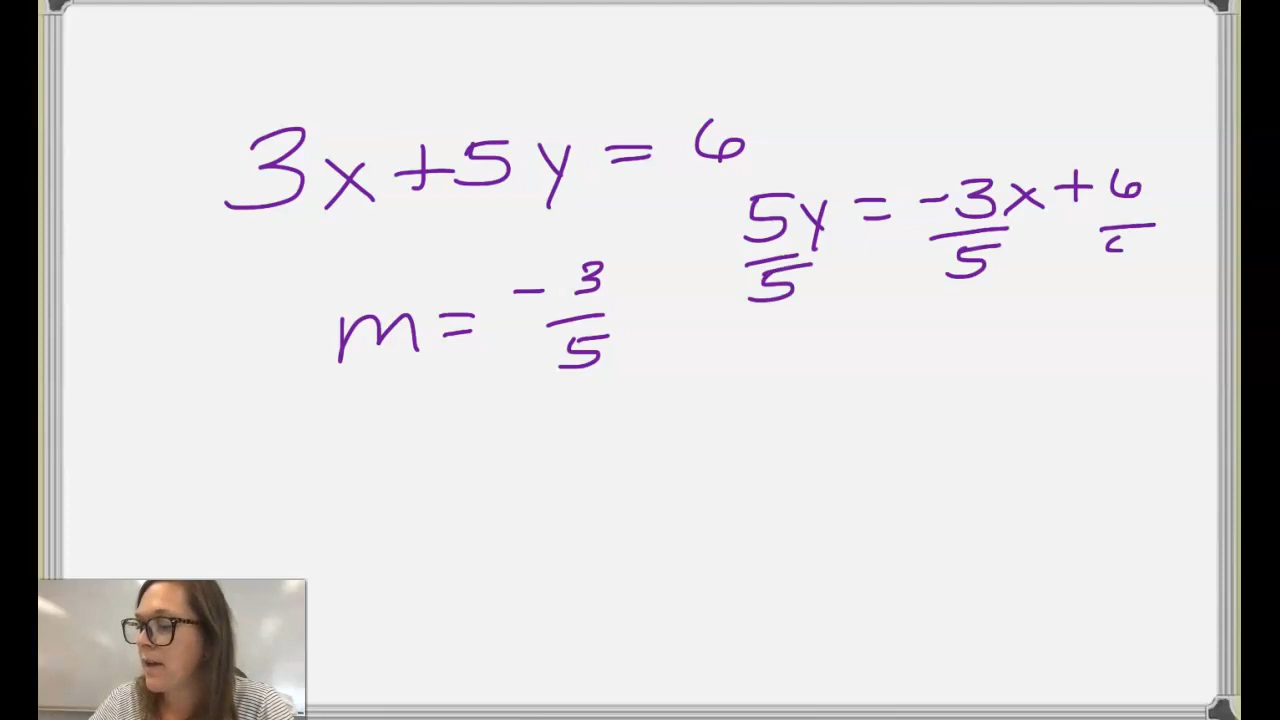 3x+5y = 6
5y = -3x + 6
5 5
m = - 3
5